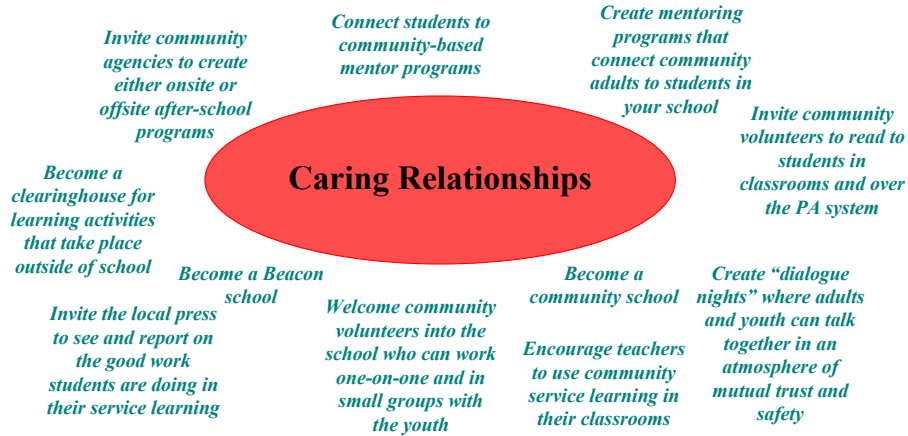 Invite community
agencies to create
either onsite or
offsite after-school
programs
Connect students to
community-based
mentor programs
Create mentoring
programs that
connect community
adults to students in
your school
Invite community
volunteers to read to
students in
classrooms and over
the PA system
Caring Relationships
Become a
clearinghouse for
learning activities
that take place
outside of school
Become a Beacon
school
Become a
community school
Create “dialogue
nights” where adults
and youth can talk
together in an
atmosphere of
mutual trust and
safety
Invite the local press
to see and report on
the good work
students are doing in
their service learning
Welcome community
volunteers into the
school who can work
one-on-one and in
small groups with
the youth
Encourage teachers
to use community
service learning in
their classrooms